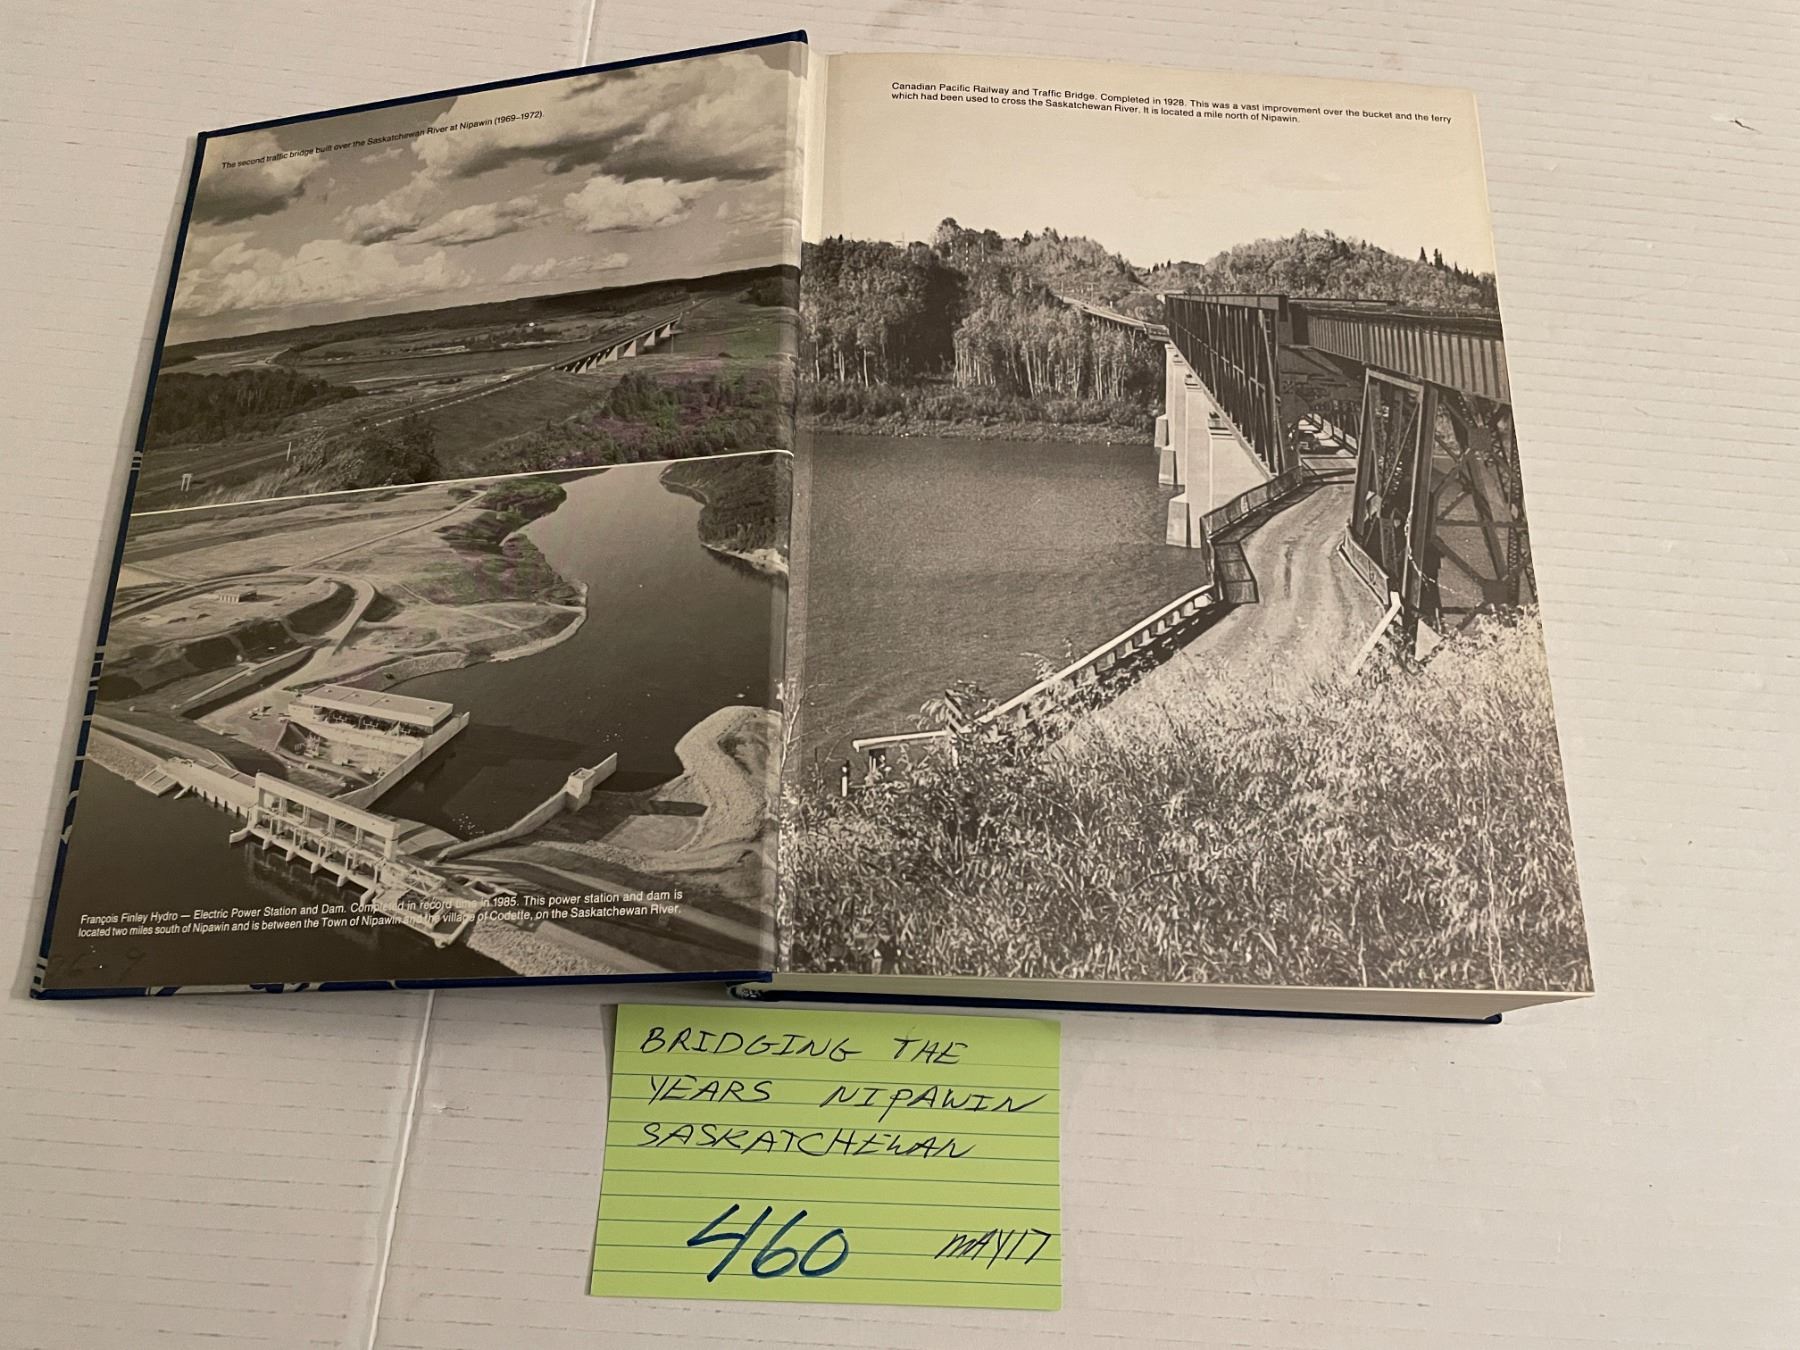 The second traffic bridge built over the Saskatchewan River at Nipawin (1969–1972).
François Finley Hydro — Electric Power Station and Dam. Completed in record time in 1985. This power station and dam is
located two miles south of Nipawin and is between the Town of Nipawin and the village of Codette, on the Saskatchewan River.
Canadian Pacific Railway and Traffic Bridge. Completed in 1928. This was a vast improvement over the bucket and the ferry
which had been used to cross the Saskatchewan River. It is located a mile north of Nipawin.
BRIDGING THE
YEARS NIPAWIN
SASKATCHEWAN
460 MAY17